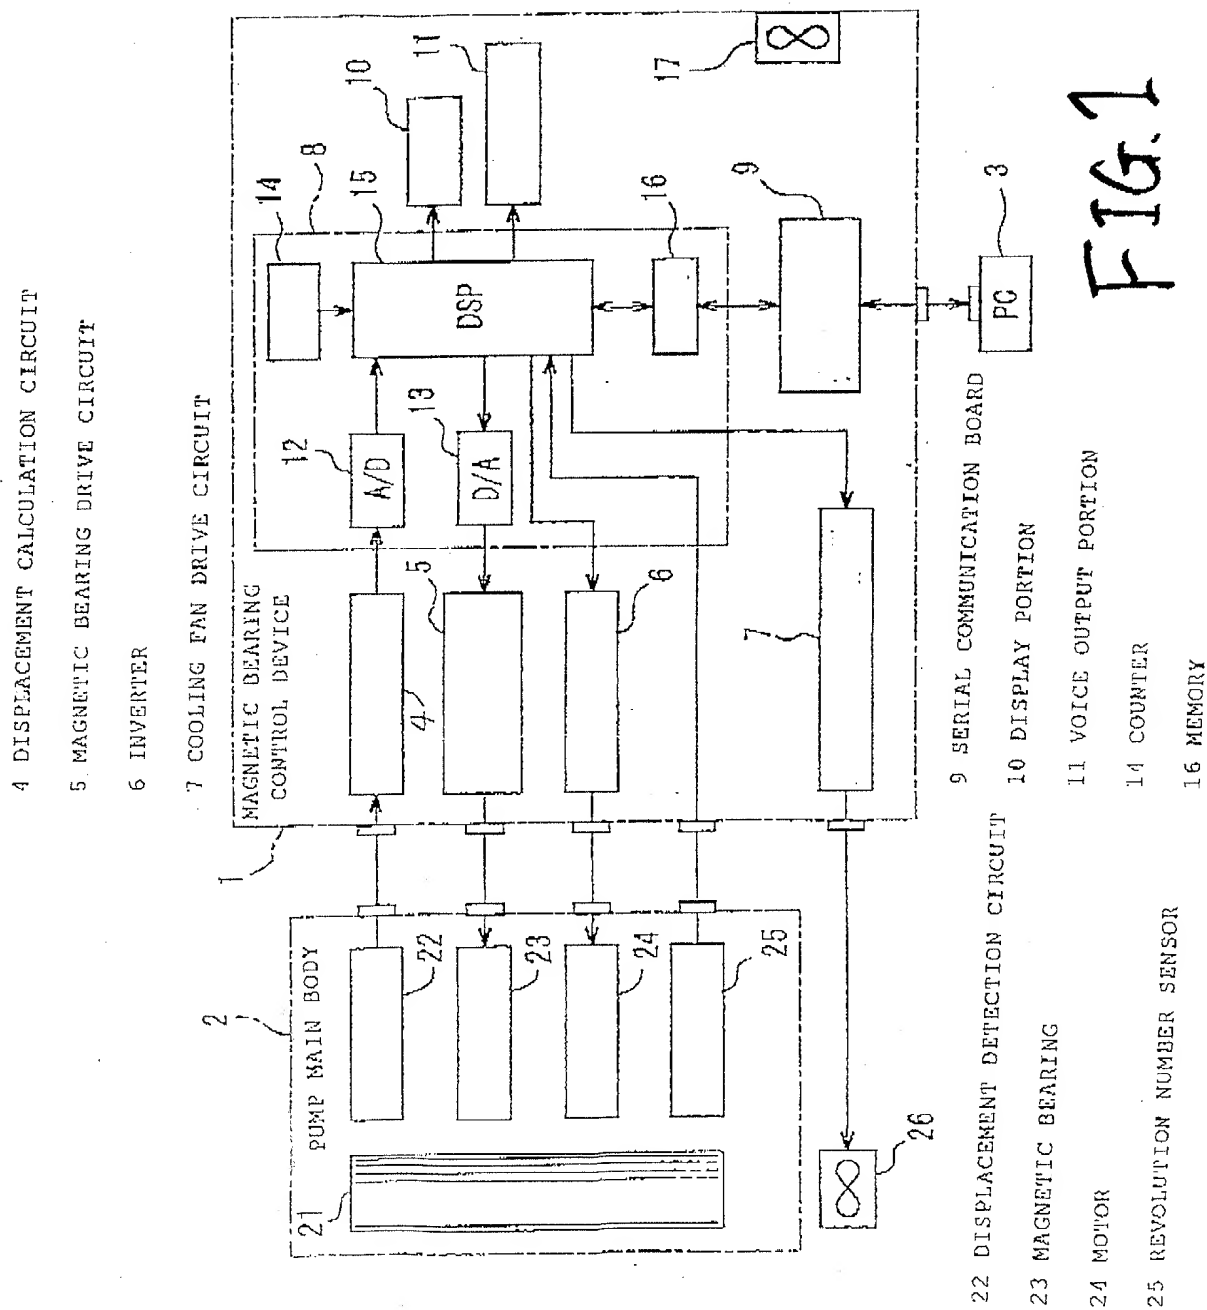 4 DISPLACEMENT CALCULATION CIRCUIT
5 MAGNETIC BEARING DRIVE CIRCUIT
6 INVERTER
7 COOLING FAN DRIVE CIRCUIT
1
MAGNETIC BEARING
CONTROL DEVICE
2
PUMP MAIN BODY
21
22
23
24
25
26
4
5
6
7
12
A/D
13
D/A
14
15
DSP
8
10
11
16
9
17
3
PC
9 SERIAL COMMUNICATION BOARD
10 DISPLAY PORTION
11 VOICE OUTPUT PORTION
14 COUNTER
16 MEMORY
22 DISPLACEMENT DETECTION CIRCUIT
23 MAGNETIC BEARING
24 MOTOR
25 REVOLUTION NUMBER SENSOR
FIG.1